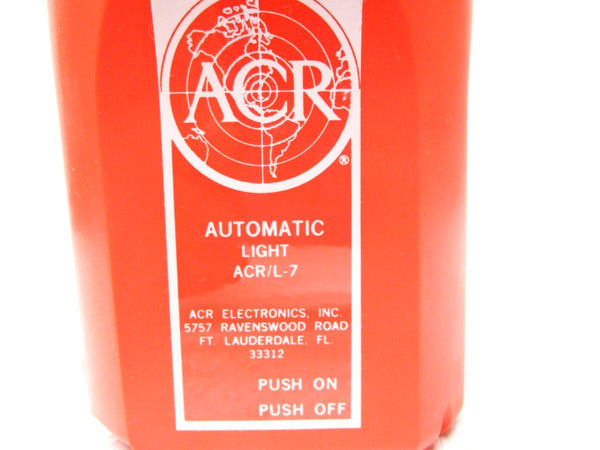 ACR
®
AUTOMATIC
LIGHT
ACR/L-7
ACR ELECTRONICS, INC.
5757 RAVENSWOOD ROAD
FT. LAUDERDALE, FL.
33312
PUSH ON
PUSH OFF